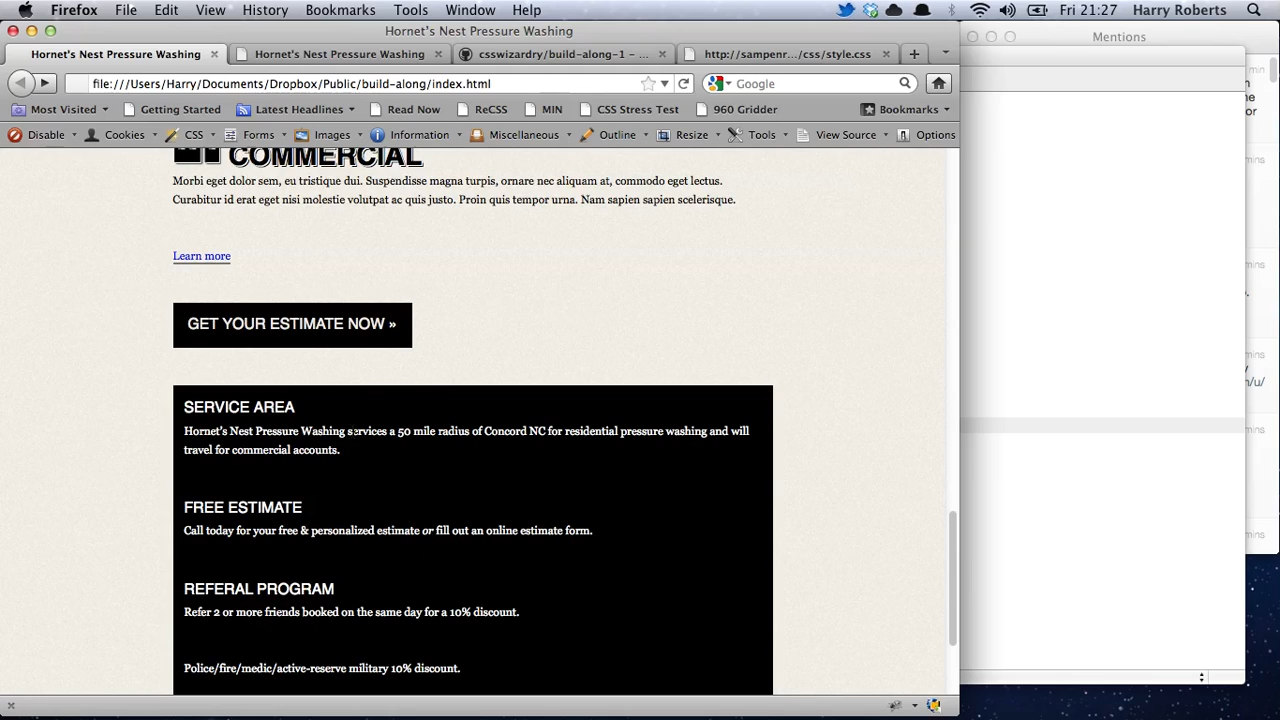 Firefox File Edit View History Bookmarks Tools Window Help Fri 21:27 Harry Roberts
Hornet's Nest Pressure Washing
Mentions
Hornet's Nest Pressure Washing Hornet's Nest Pressure Washing csswizardry/build-along-1 – ... http://sampenr.../css/style.css
file:///Users/Harry/Documents/Dropbox/Public/build-along/index.html Google
Most Visited Getting Started Latest Headlines Read Now ReCSS MIN CSS Stress Test 960 Gridder Bookmarks
Disable Cookies CSS Forms Images Information Miscellaneous Outline Resize Tools View Source Options
COMMERCIAL
Morbi eget dolor sem, eu tristique dui. Suspendisse magna turpis, ornare nec aliquam at, commodo eget lectus.
Curabitur id erat eget nisi molestie volutpat ac quis justo. Proin quis tempor urna. Nam sapien sapien scelerisque.
Learn more
GET YOUR ESTIMATE NOW »
SERVICE AREA
Hornet's Nest Pressure Washing services a 50 mile radius of Concord NC for residential pressure washing and will
travel for commercial accounts.
FREE ESTIMATE
Call today for your free & personalized estimate or fill out an online estimate form.
REFERAL PROGRAM
Refer 2 or more friends booked on the same day for a 10% discount.
Police/fire/medic/active-reserve military 10% discount.
min
or
mins
mins
mins
n/u/
mins
mins